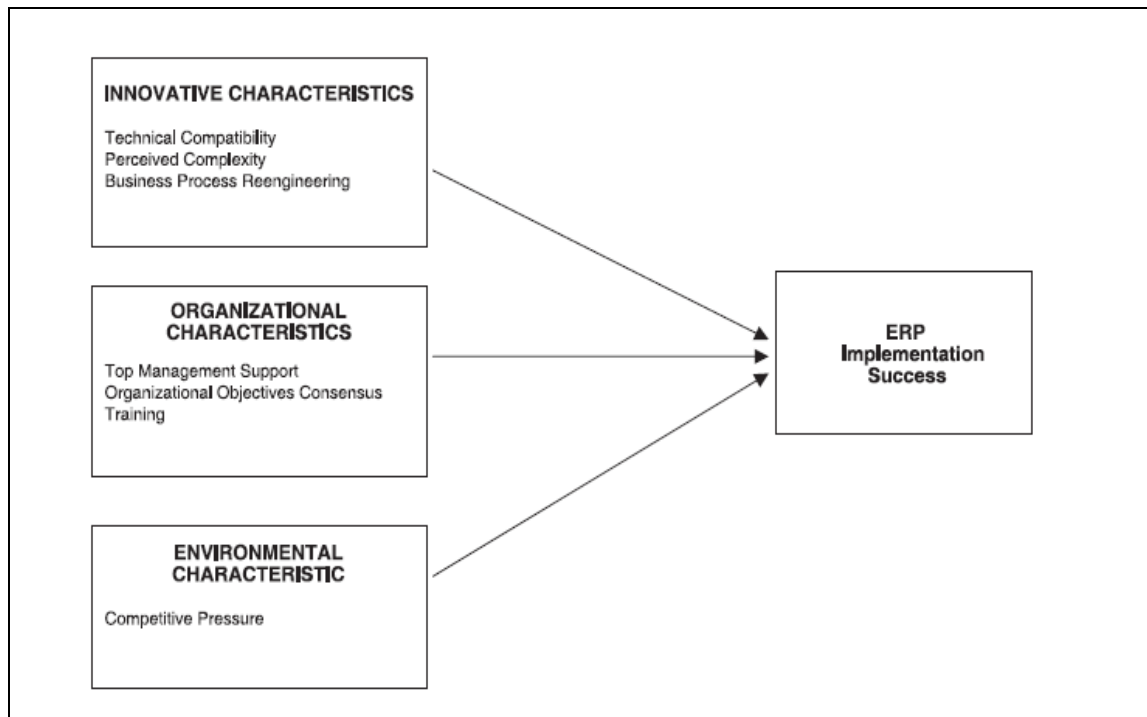 INNOVATIVE CHARACTERISTICS
Technical Compatibility
Perceived Complexity
Business Process Reengineering
ORGANIZATIONAL
CHARACTERISTICS
Top Management Support
Organizational Objectives Consensus
Training
ENVIRONMENTAL
CHARACTERISTIC
Competitive Pressure
ERP
Implementation
Success